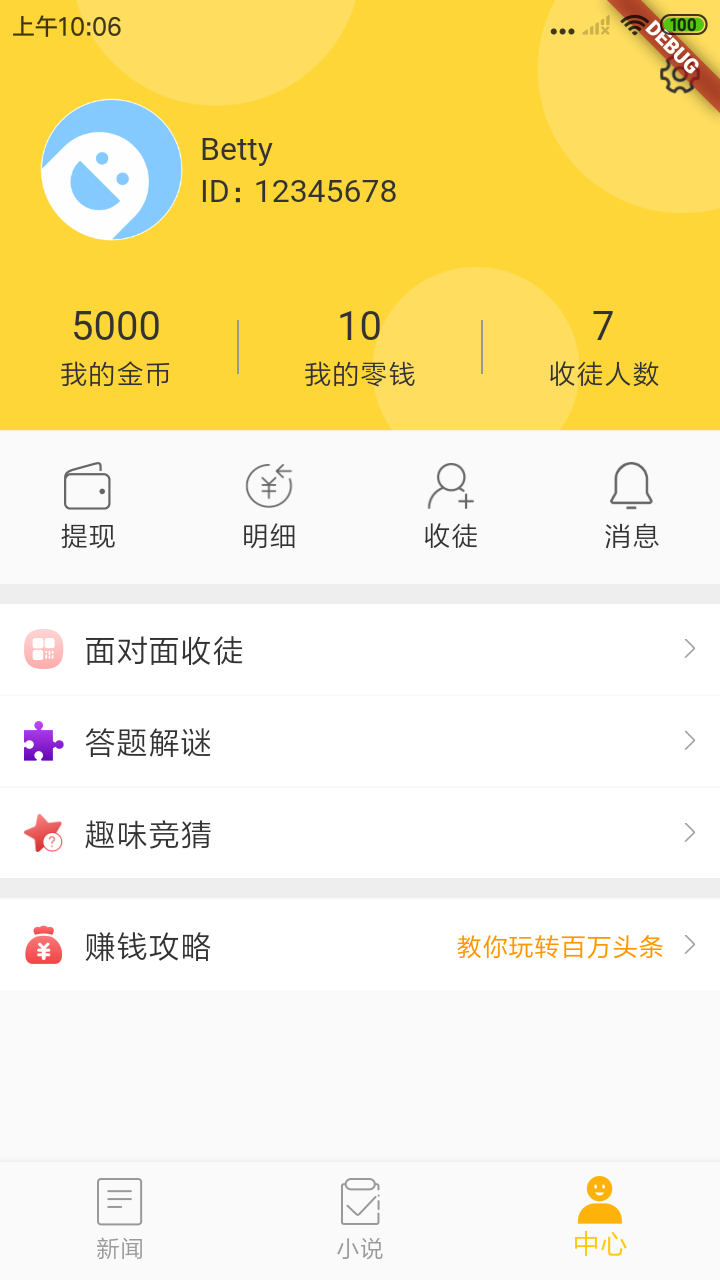 上午10:06
100
DEBUG
Betty
ID: 12345678
5000 10 7
我的金币 我的零钱 收徒人数
提现 明细 收徒 消息
面对面收徒
答题解谜
趣味竞猜
赚钱攻略 教你玩转百万头条
新闻 小说 中心